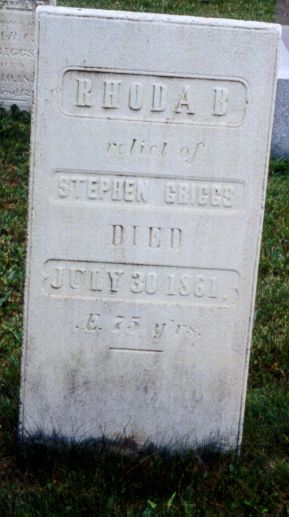 RHODA B
relict of
STEPHEN GRIGGS
DIED
JULY 30 1861.
Æ. 75 y'rs.